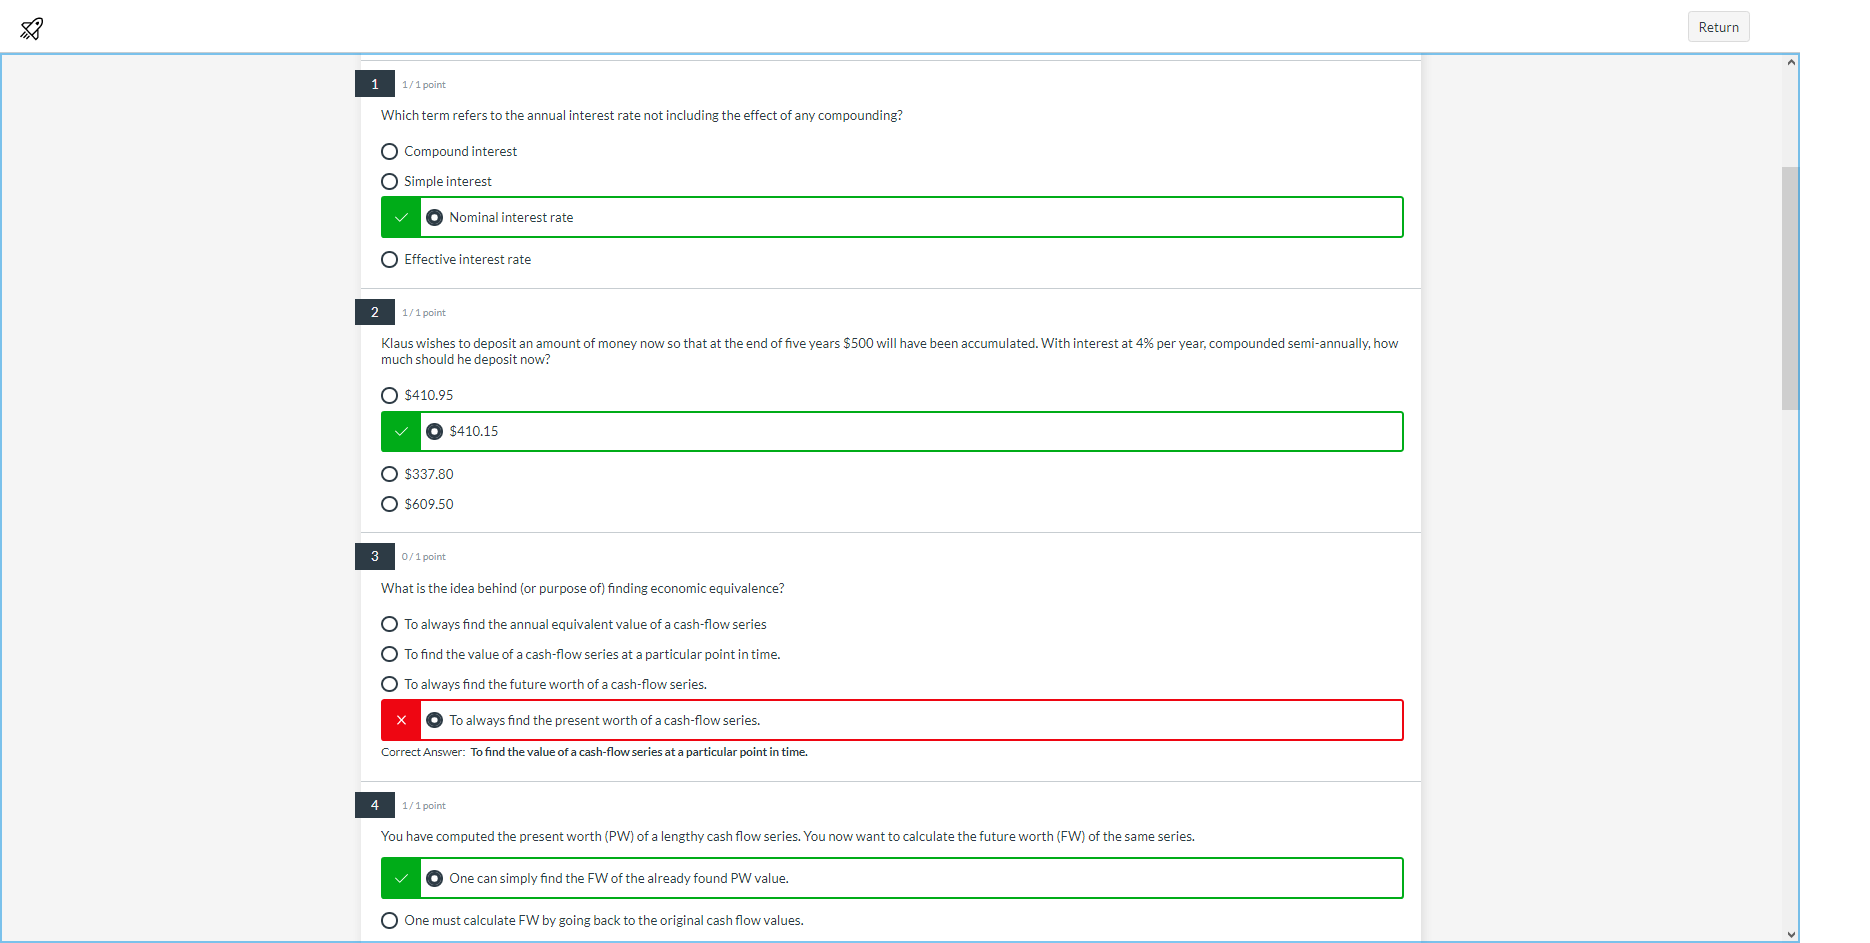 Return
1
1 / 1 point
Which term refers to the annual interest rate not including the effect of any compounding?
Compound interest
Simple interest
Nominal interest rate
Effective interest rate
2
1 / 1 point
Klaus wishes to deposit an amount of money now so that at the end of five years $500 will have been accumulated. With interest at 4% per year, compounded semi-annually, how
much should he deposit now?
$410.95
$410.15
$337.80
$609.50
3
0 / 1 point
What is the idea behind (or purpose of) finding economic equivalence?
To always find the annual equivalent value of a cash-flow series
To find the value of a cash-flow series at a particular point in time.
To always find the future worth of a cash-flow series.
To always find the present worth of a cash-flow series.
Correct Answer: To find the value of a cash-flow series at a particular point in time.
4
1 / 1 point
You have computed the present worth (PW) of a lengthy cash flow series. You now want to calculate the future worth (FW) of the same series.
One can simply find the FW of the already found PW value.
One must calculate FW by going back to the original cash flow values.